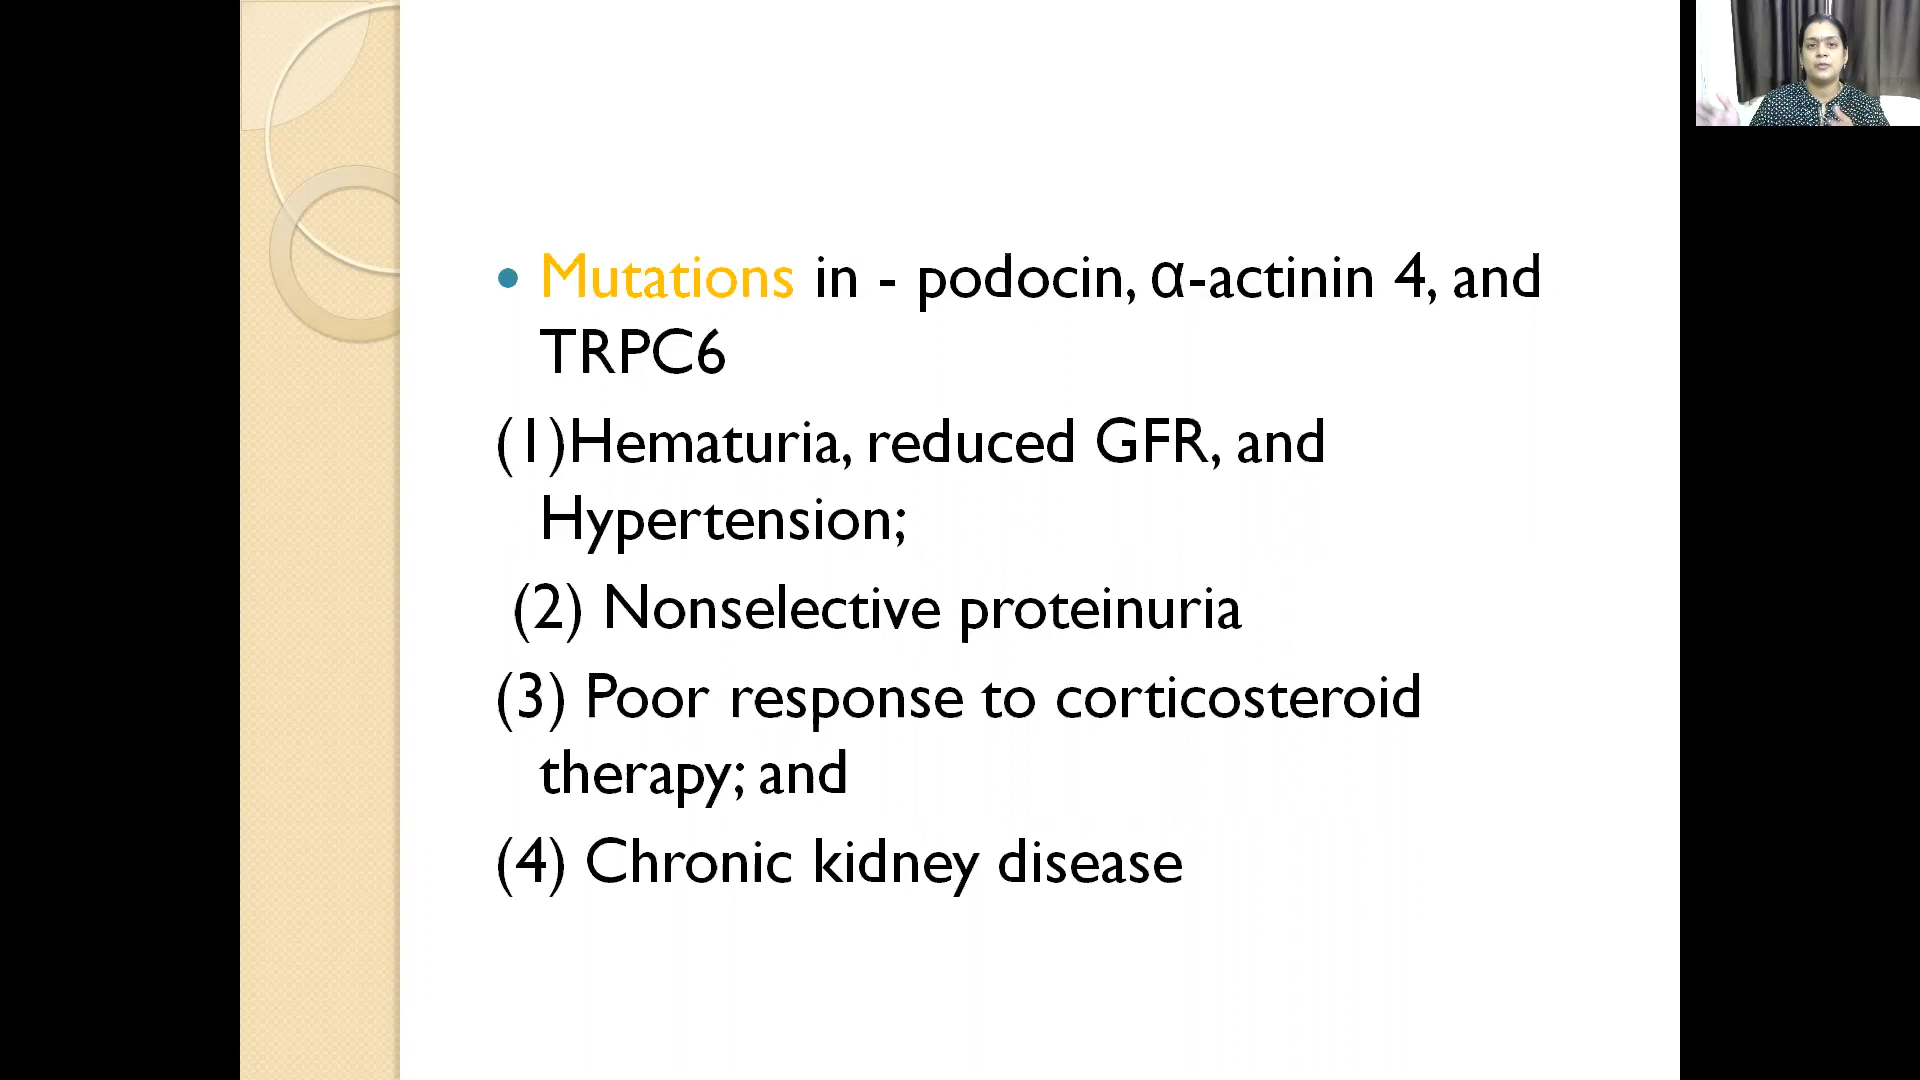 • Mutations in - podocin, α-actinin 4, and
TRPC6
(1)Hematuria, reduced GFR, and
Hypertension;
(2) Nonselective proteinuria
(3) Poor response to corticosteroid
therapy; and
(4) Chronic kidney disease